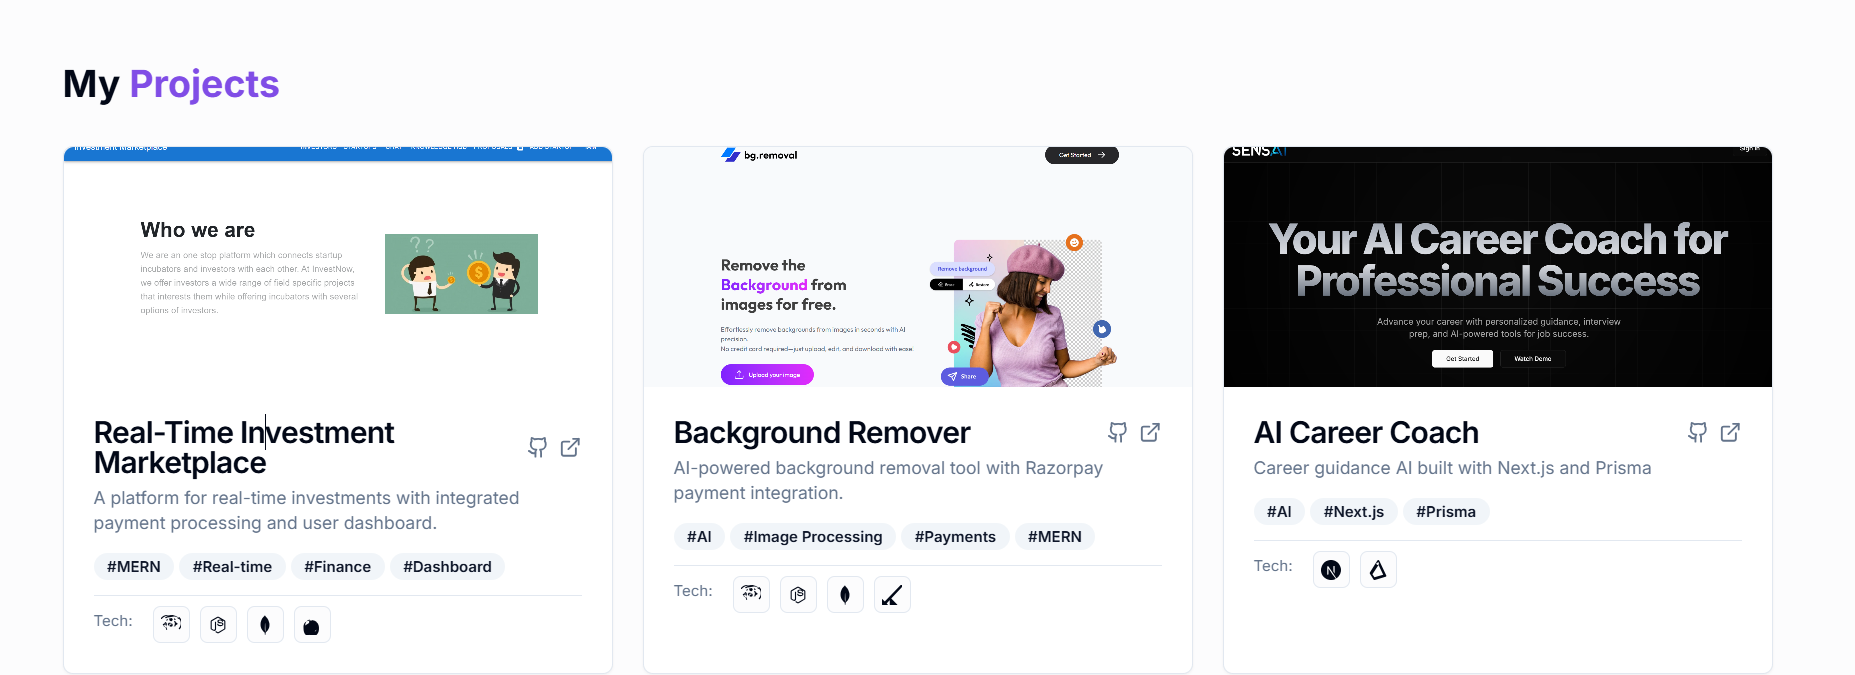 My Projects
Investment Marketplace
Who we are
We are an one stop platform which connects startup
incubators and investors with each other. At InvestNow,
we offer investors a wide range of field specific projects
that interests them while offering incubators with several
options of investors.
Real-Time Investment
Marketplace
A platform for real-time investments with integrated
payment processing and user dashboard.
#MERN #Real-time #Finance #Dashboard
Tech:
bg.removal
Get Started
Remove the
Background from
images for free.
Effortlessly remove backgrounds from images in seconds with AI
precision.
No credit card required—just upload, edit, and download with ease.
Upload your image
Remove background
Erase Restore
Share
Background Remover
AI-powered background removal tool with Razorpay
payment integration.
#AI #Image Processing #Payments #MERN
Tech:
SENSAI
Sign In
Your AI Career Coach for
Professional Success
Advance your career with personalized guidance, interview
prep, and AI-powered tools for job success.
Get Started Watch Demo
AI Career Coach
Career guidance AI built with Next.js and Prisma
#AI #Next.js #Prisma
Tech:
N